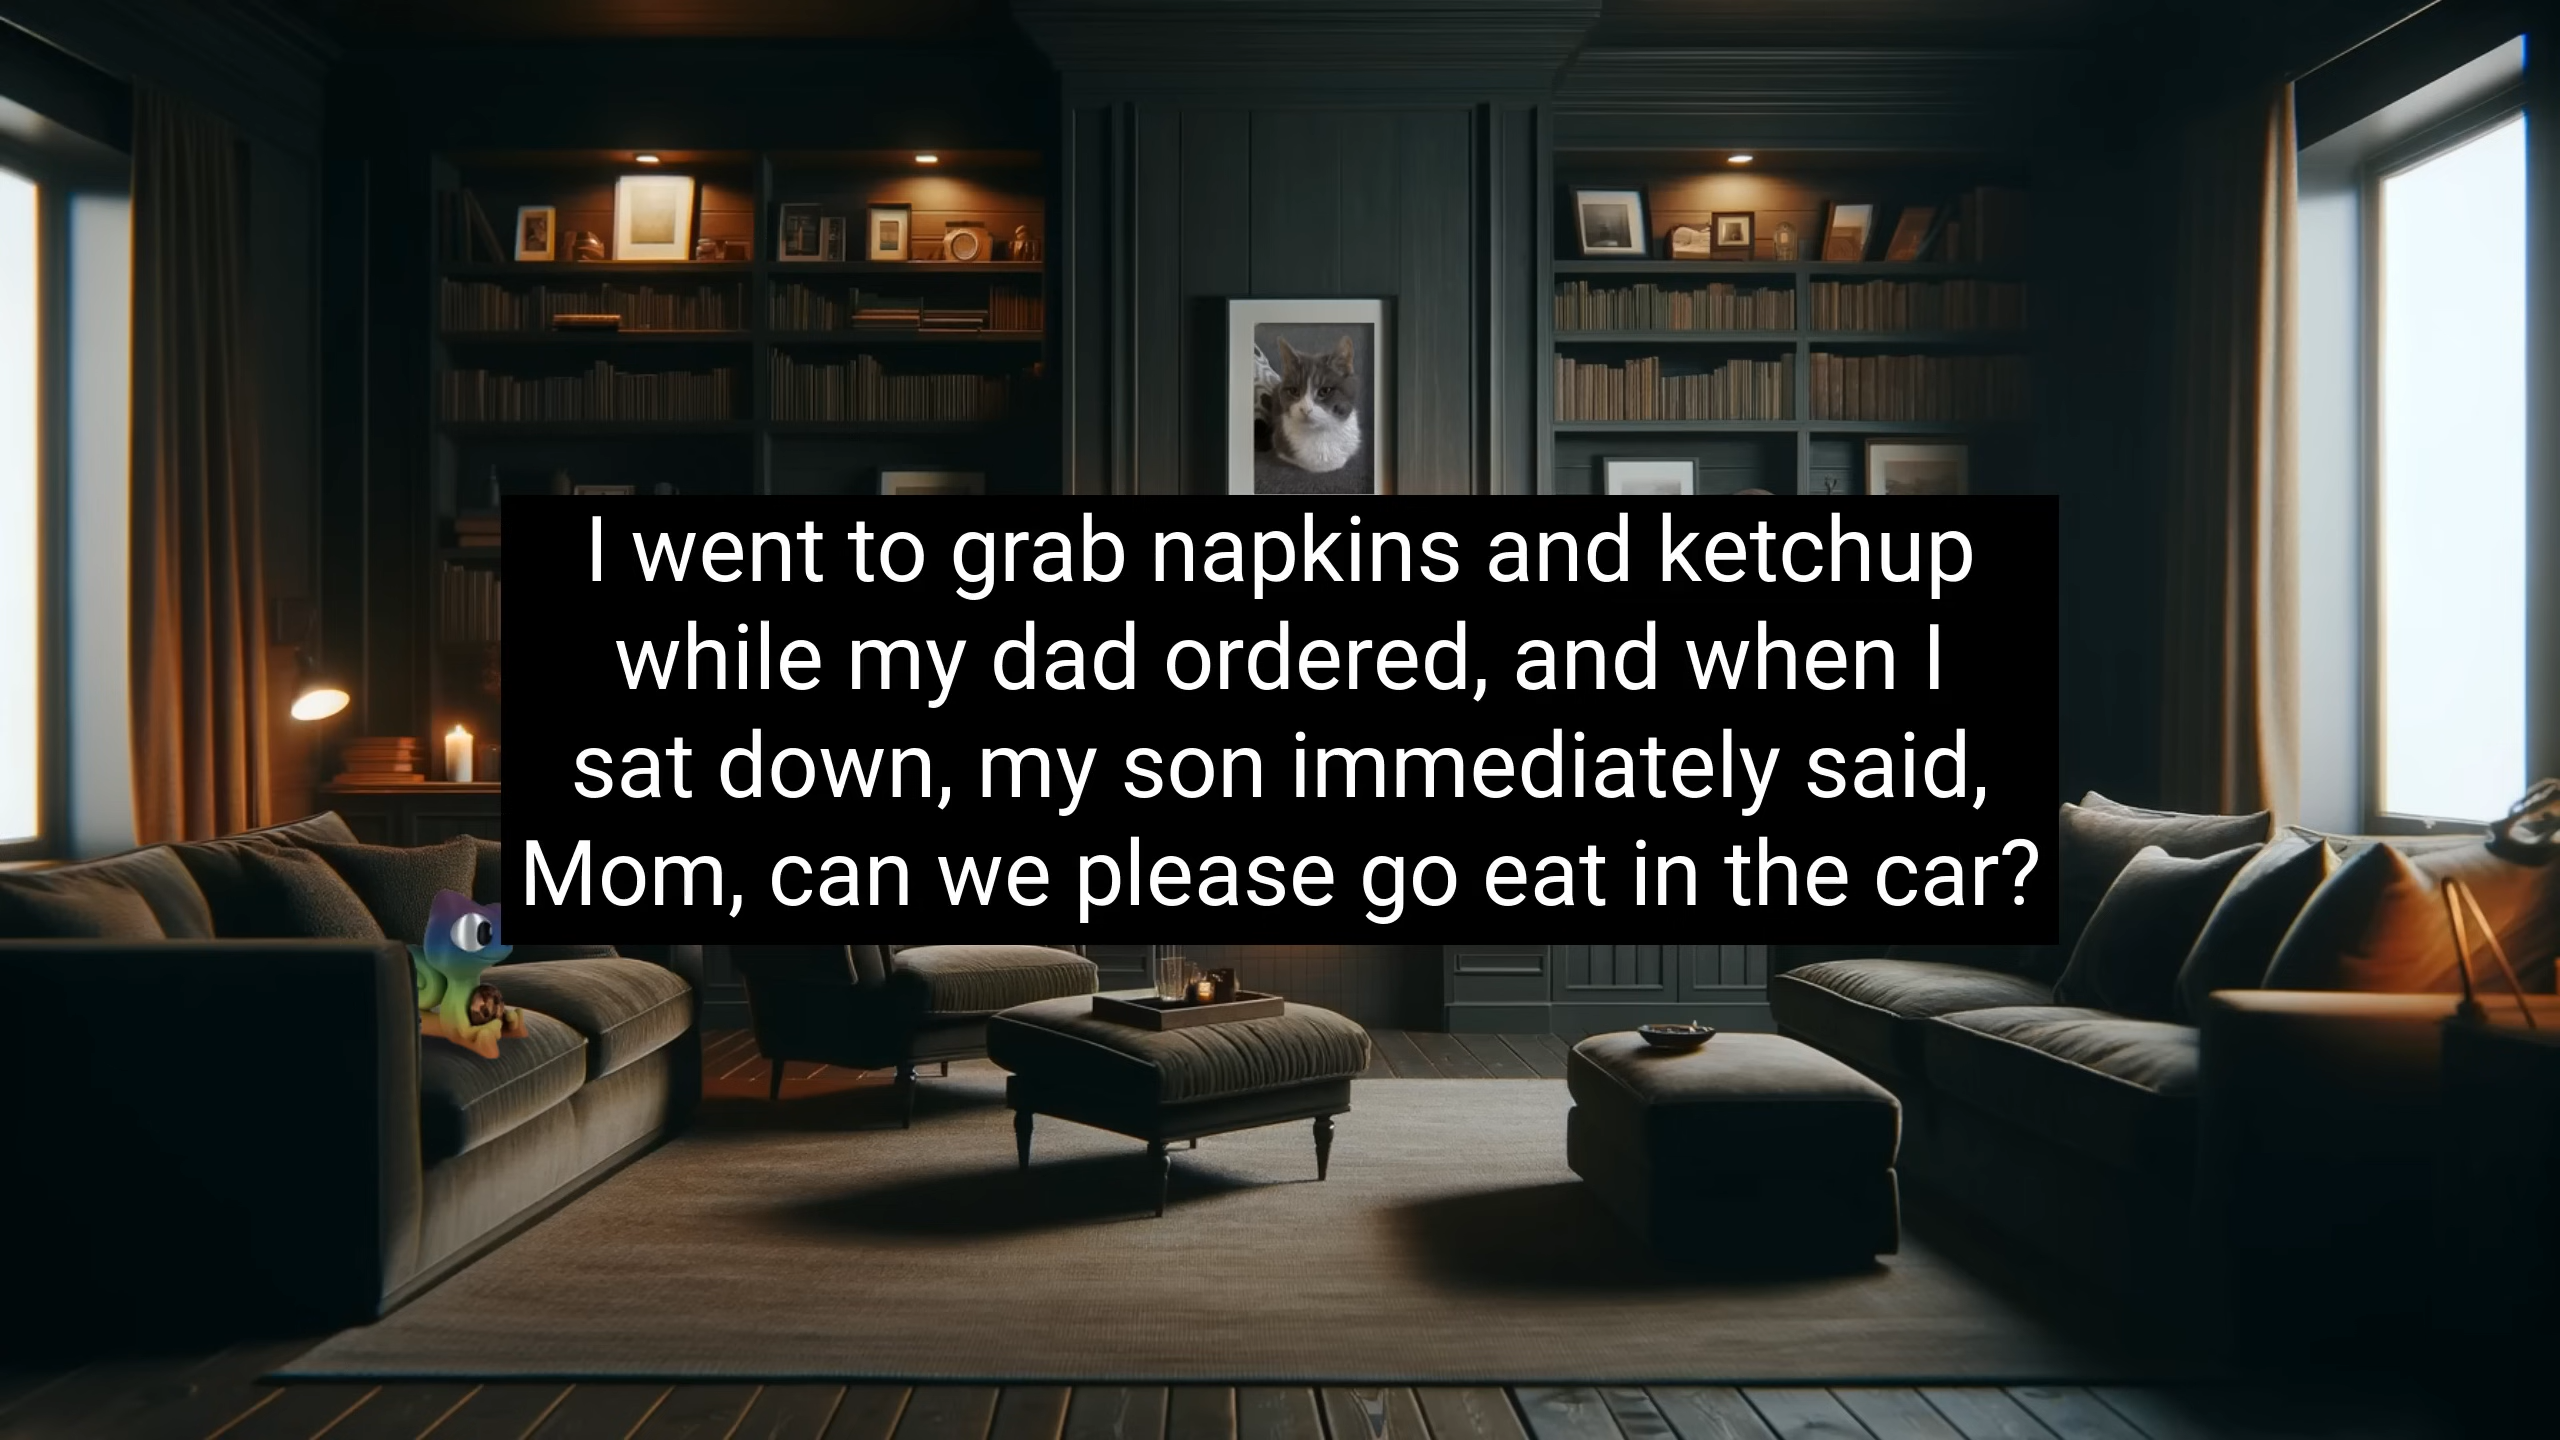 I went to grab napkins and ketchup
while my dad ordered, and when I
sat down, my son immediately said,
Mom, can we please go eat in the car?